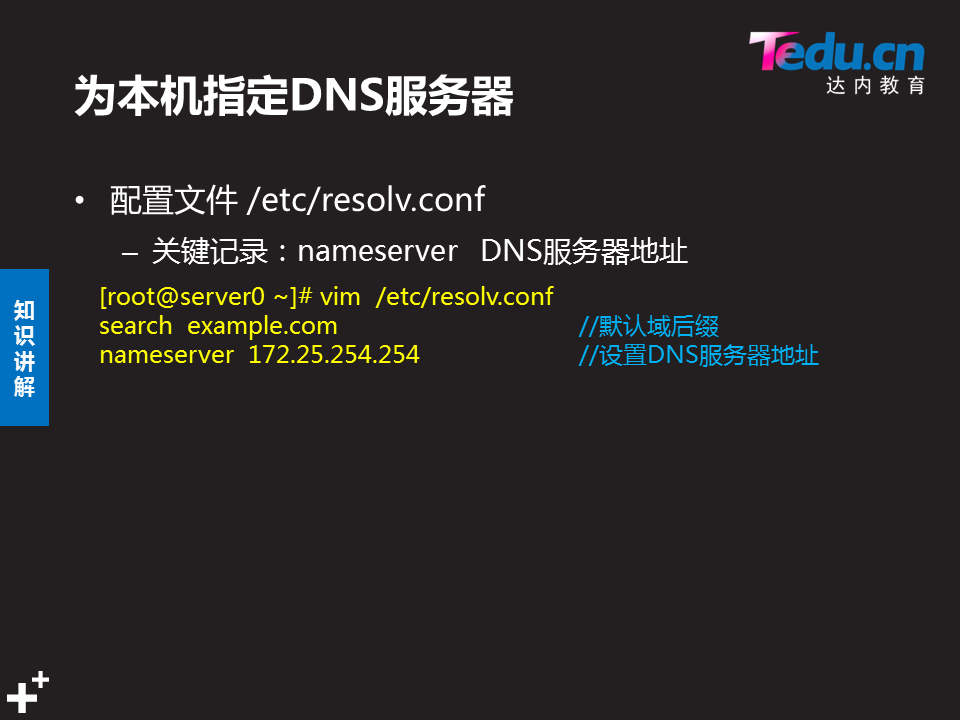 Tedu.cn
达内教育
为本机指定DNS服务器
• 配置文件 /etc/resolv.conf
– 关键记录：nameserver DNS服务器地址
[root@server0 ~]# vim /etc/resolv.conf
search example.com //默认域后缀
nameserver 172.25.254.254 //设置DNS服务器地址
知识讲解